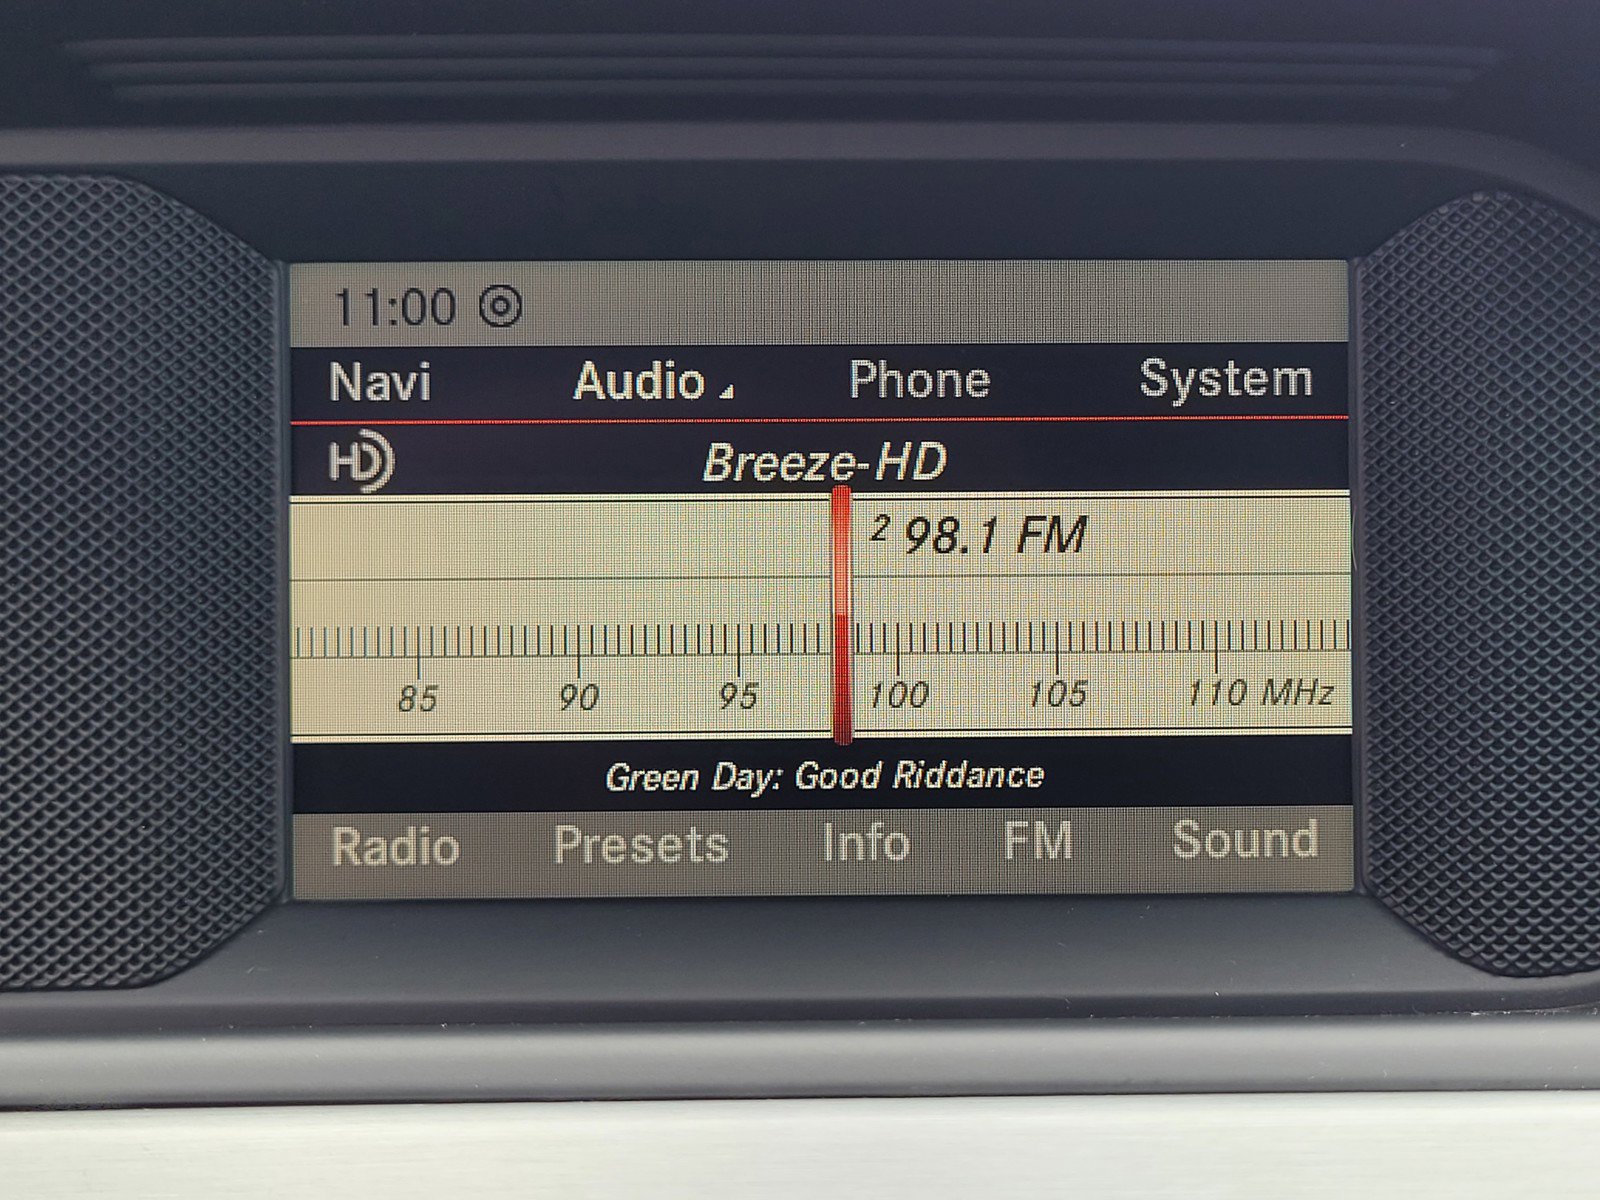 11:00
Navi Audio Phone System
HD Breeze-HD
2 98.1 FM
85 90 95 100 105 110 MHz
Green Day: Good Riddance
Radio Presets Info FM Sound